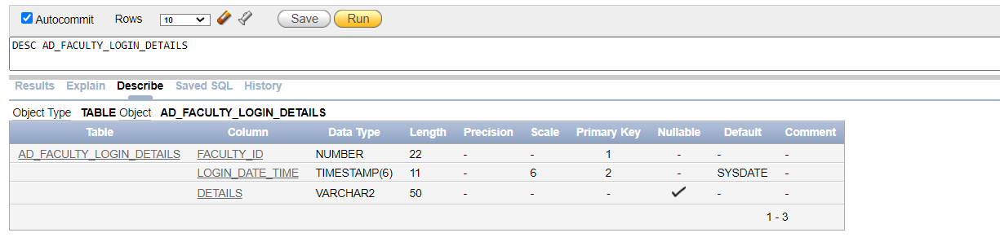 Autocommit Rows 10 Save Run
DESC AD_FACULTY_LOGIN_DETAILS
Results Explain Describe Saved SQL History
Object Type TABLE Object AD_FACULTY_LOGIN_DETAILS
Table Column Data Type Length Precision Scale Primary Key Nullable Default Comment
AD_FACULTY_LOGIN_DETAILS FACULTY_ID NUMBER 22 - - 1 - - -
LOGIN_DATE_TIME TIMESTAMP(6) 11 - 6 2 - SYSDATE -
DETAILS VARCHAR2 50 - - - ✓ - -
1 - 3